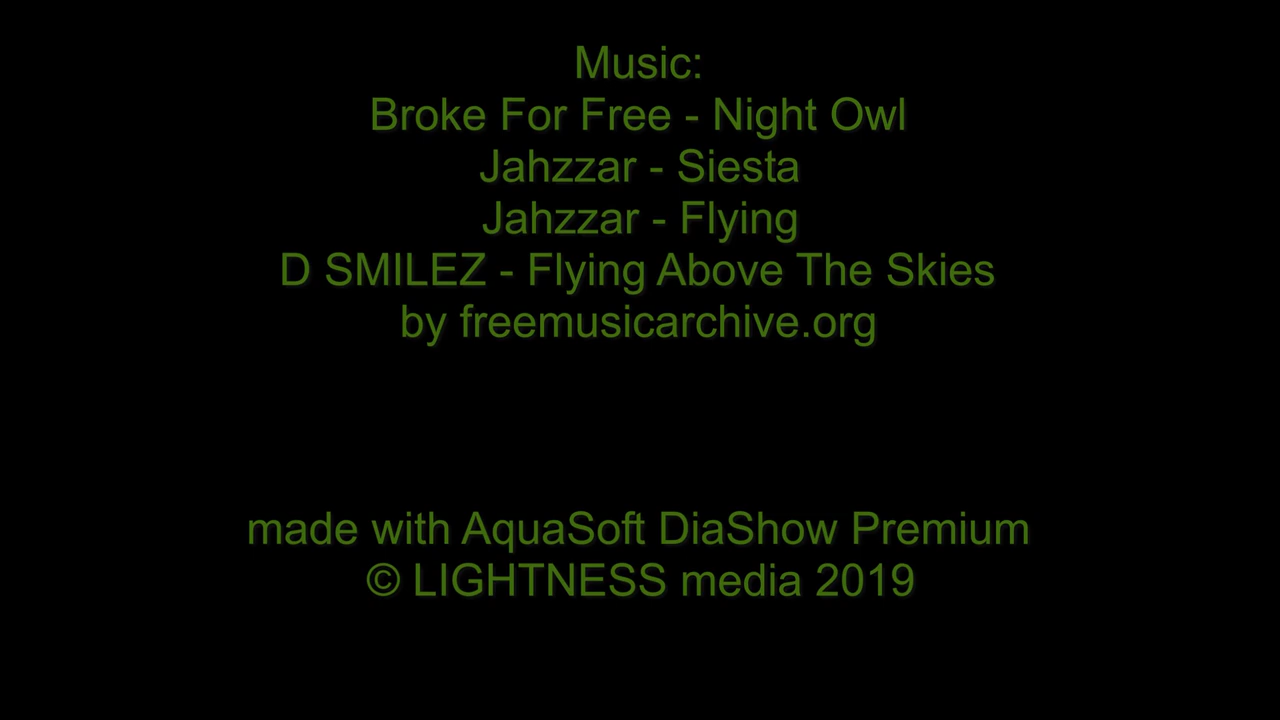 Music:
Broke For Free - Night Owl
Jahzzar - Siesta
Jahzzar - Flying
D SMILEZ - Flying Above The Skies
by freemusicarchive.org
made with AquaSoft DiaShow Premium
© LIGHTNESS media 2019